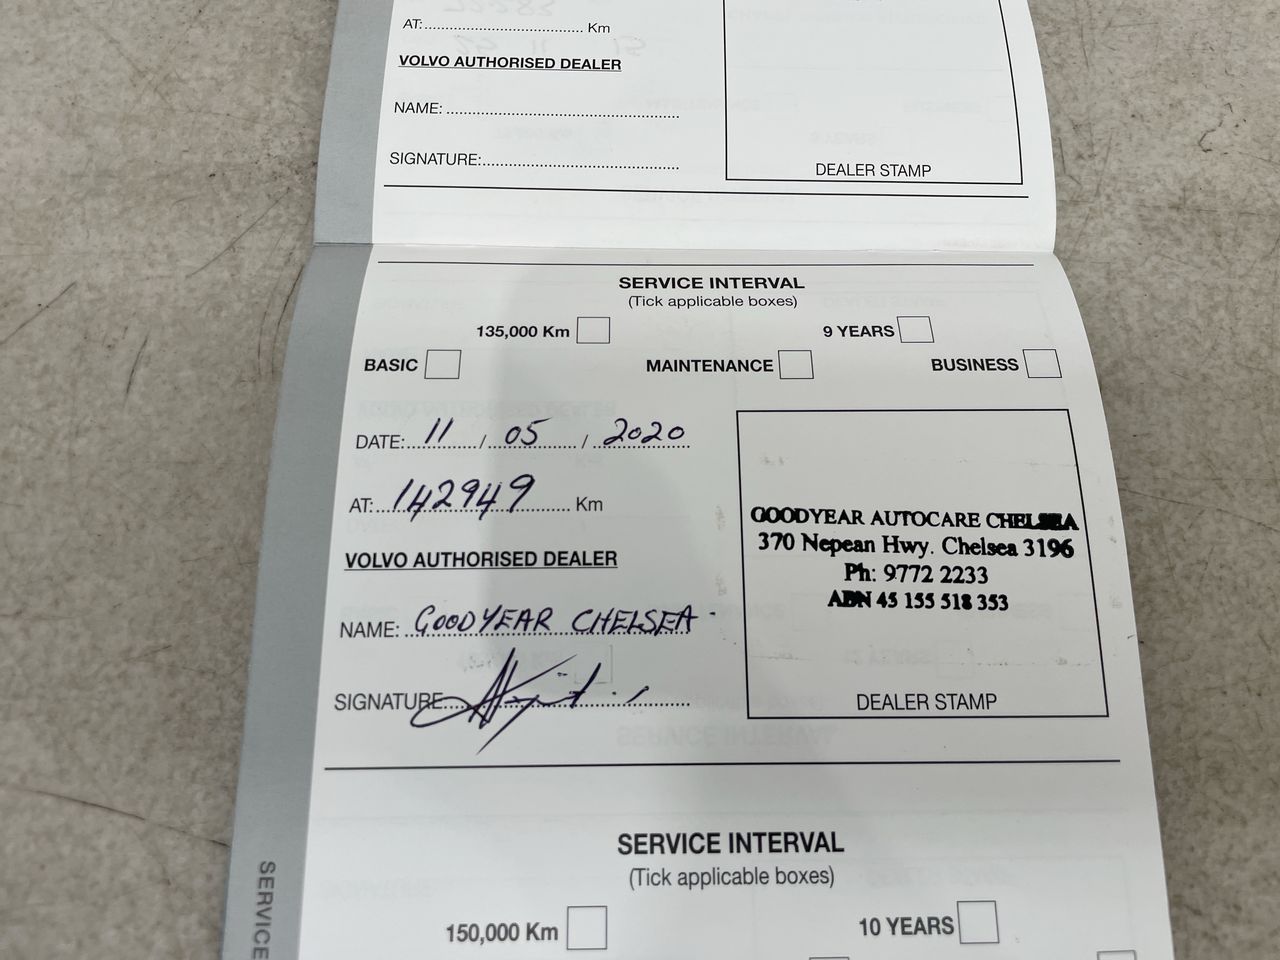 AT: Km
VOLVO AUTHORISED DEALER
NAME:
SIGNATURE:
DEALER STAMP
SERVICE INTERVAL
(Tick applicable boxes)
135,000 Km 9 YEARS
BASIC MAINTENANCE BUSINESS
DATE: 11 / 05 / 2020
AT: 142949 Km
VOLVO AUTHORISED DEALER
NAME: GOODYEAR CHELSEA
SIGNATURE
GOODYEAR AUTOCARE CHELSEA
370 Nepean Hwy. Chelsea 3196
Ph: 9772 2233
ABN 45 155 518 353
DEALER STAMP
SERVICE INTERVAL
(Tick applicable boxes)
150,000 Km 10 YEARS
SERVICE